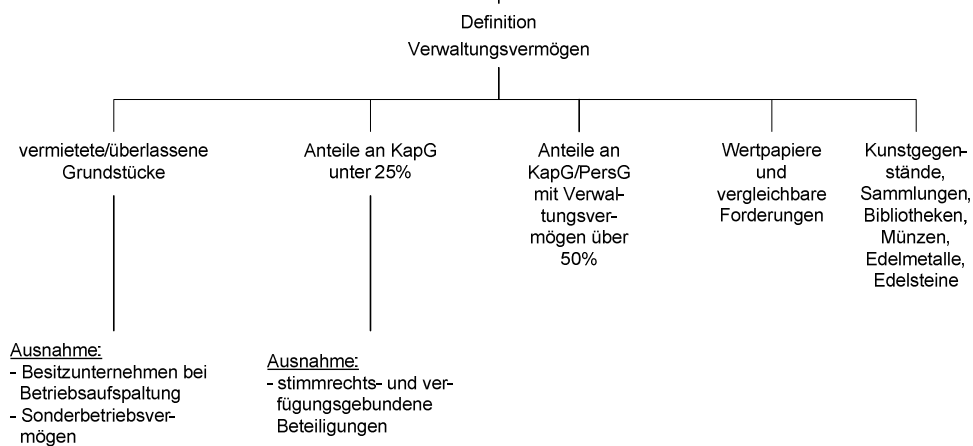 Definition
Verwaltungsvermögen
vermietete/überlassene
Grundstücke
Anteile an KapG
unter 25%
Anteile an
KapG/PersG
mit Verwal-
tungsver-
mögen über
50%
Wertpapiere
und
vergleichbare
Forderungen
Kunstgegen-
stände,
Sammlungen,
Bibliotheken,
Münzen,
Edelmetalle,
Edelsteine
Ausnahme:
- Besitzunternehmen bei
Betriebsaufspaltung
- Sonderbetriebsver-
mögen
Ausnahme:
- stimmrechts- und ver-
fügungsgebundene
Beteiligungen